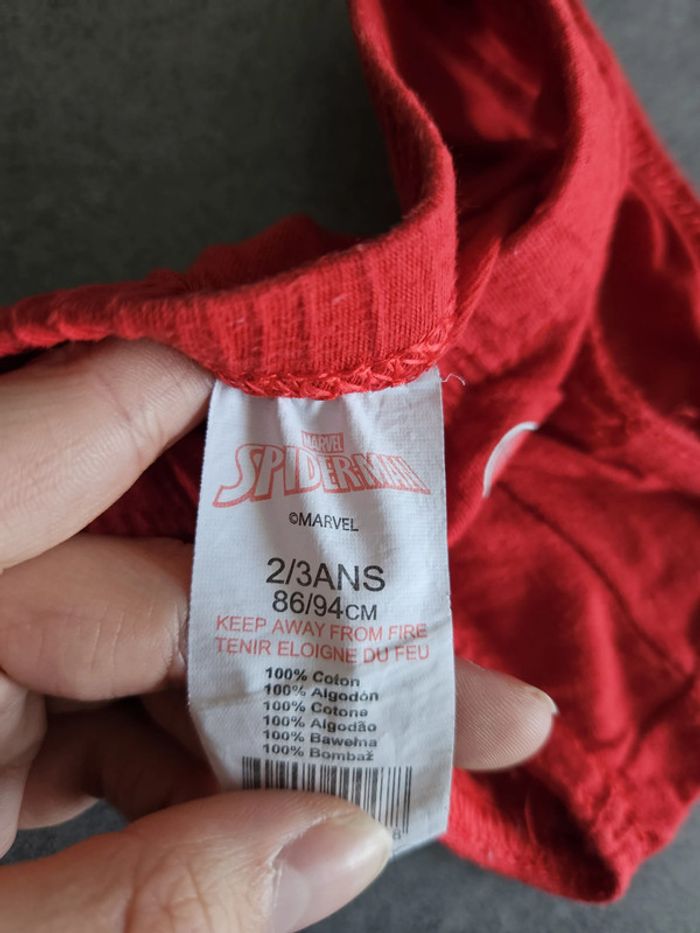 MARVEL
SPIDER-MAN
©MARVEL
2/3ANS
86/94CM
KEEP AWAY FROM FIRE
TENIR ELOIGNE DU FEU
100% Coton
100% Algodón
100% Cotone
100% Algodão
100% Bawełna
100% Bombaž
8